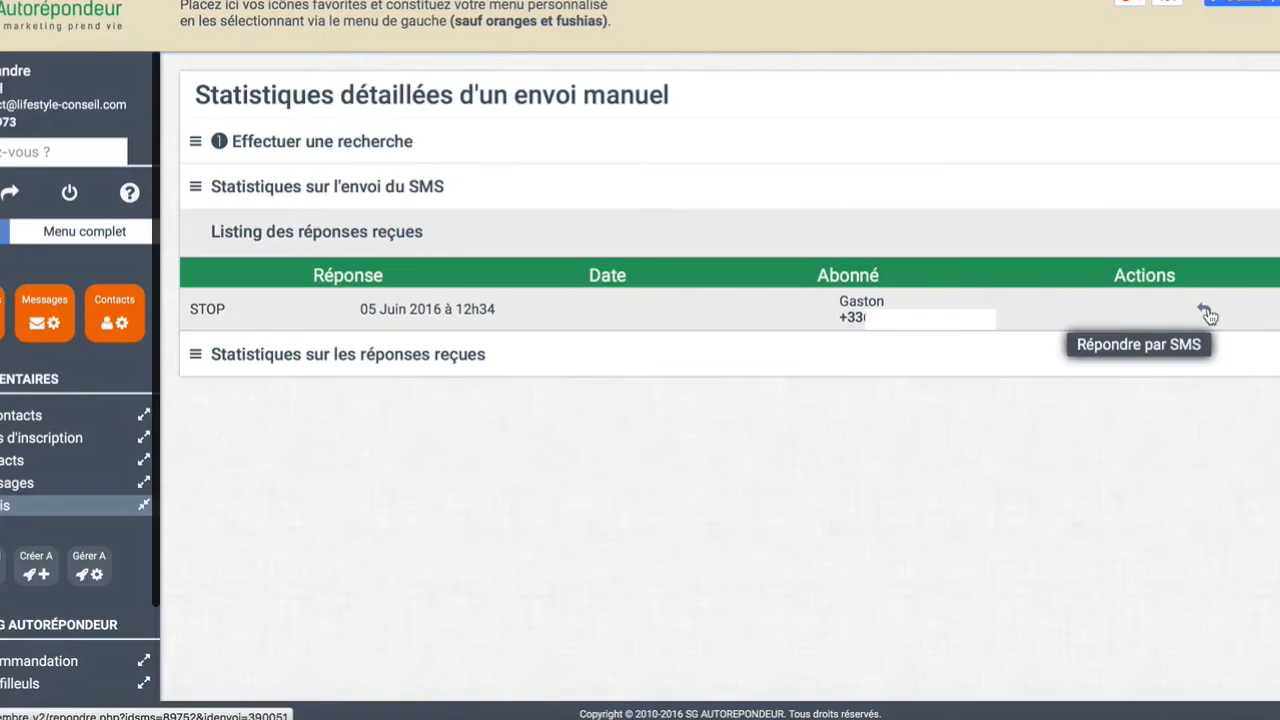 Autorépondeur
marketing prend vie
Placez ici vos icônes favorites et constituez votre menu personnalisé
en les sélectionnant via le menu de gauche (sauf oranges et fushias).
ndre
ct@lifestyle-conseil.com
973
z-vous ?
Menu complet
Messages
Contacts
ENTAIRES
ontacts
s d'inscription
acts
sages
is
Créer A
Gérer A
G AUTORÉPONDEUR
mmandation
filleuls
Statistiques détaillées d'un envoi manuel
1 Effectuer une recherche
Statistiques sur l'envoi du SMS
Listing des réponses reçues
Réponse Date Abonné Actions
STOP 05 Juin 2016 à 12h34 Gaston
+336
Répondre par SMS
Statistiques sur les réponses reçues
embre_v2/repondre.php?idsms=89752&idenvoi=390051
Copyright © 2010-2016 SG AUTOREPONDEUR. Tous droits réservés.